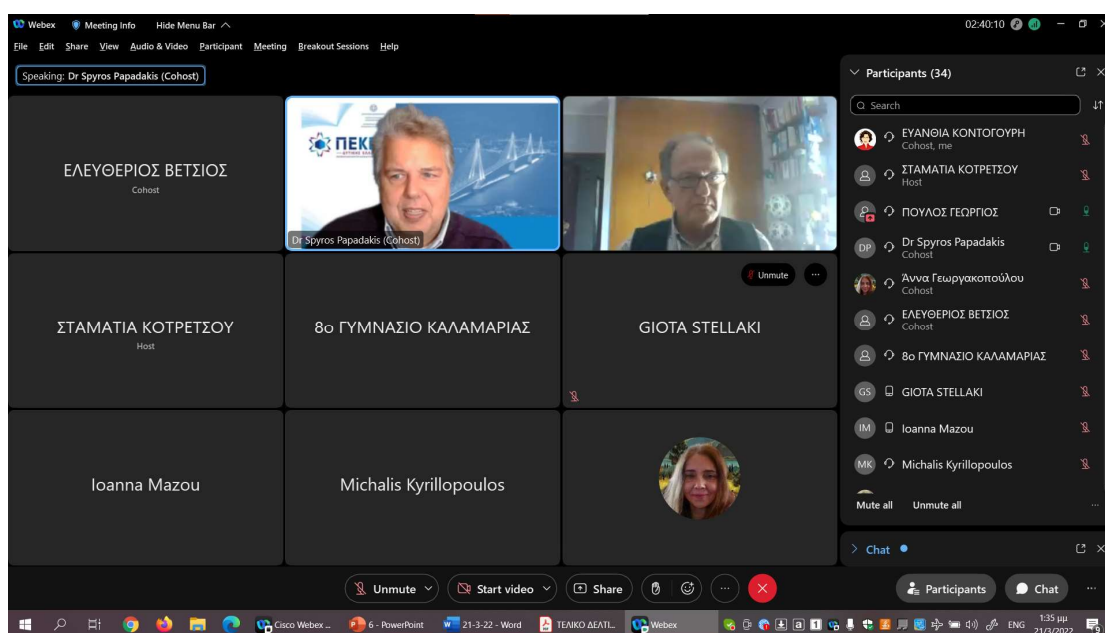 Webex Meeting Info Hide Menu Bar
02:40:10
File Edit Share View Audio & Video Participant Meeting Breakout Sessions Help
Speaking: Dr Spyros Papadakis (Cohost)
ΕΛΕΥΘΕΡΙΟΣ ΒΕΤΣΙΟΣ
Cohost
ΠΕΚ
Dr Spyros Papadakis (Cohost)
ΣΤΑΜΑΤΙΑ ΚΟΤΡΕΤΣΟΥ
Host
8ο ΓΥΜΝΑΣΙΟ ΚΑΛΑΜΑΡΙΑΣ
Unmute
GIOTA STELLAKI
Ioanna Mazou
Michalis Kyrillopoulos
Participants (34)
Search
ΕΥΑΝΘΙΑ ΚΟΝΤΟΓΟΥΡΗ
Cohost, me
ΣΤΑΜΑΤΙΑ ΚΟΤΡΕΤΣΟΥ
Host
ΠΟΥΛΟΣ ΓΕΩΡΓΙΟΣ
DP Dr Spyros Papadakis
Cohost
Άννα Γεωργακοπούλου
Cohost
ΕΛΕΥΘΕΡΙΟΣ ΒΕΤΣΙΟΣ
Cohost
8ο ΓΥΜΝΑΣΙΟ ΚΑΛΑΜΑΡΙΑΣ
GS GIOTA STELLAKI
IM Ioanna Mazou
MK Michalis Kyrillopoulos
Mute all Unmute all
Chat
Unmute Start video Share
Participants Chat
Cisco Webex ... 6 - PowerPoint 21-3-22 - Word ΤΕΛΙΚΟ ΔΕΛΤΙ... Webex ENG 1:35 μμ
21/3/2022